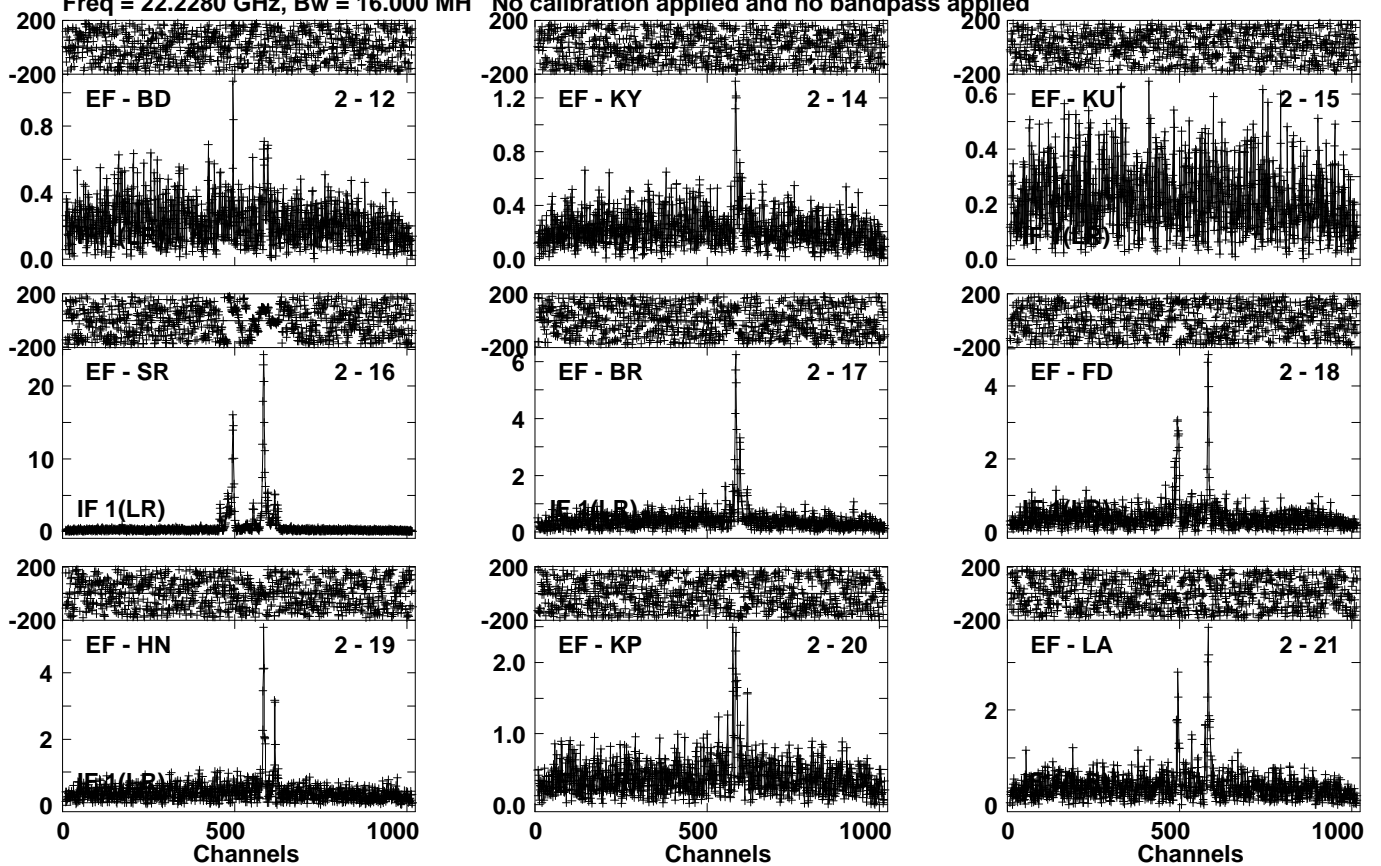 Freq = 22.2280 GHz, Bw = 16.000 MH No calibration applied and no bandpass applied
200
-200
EF - BD 2 - 12
0.8
0.4
0.0
200
-200
EF - KY 2 - 14
1.2
0.8
0.4
0.0
200
-200
EF - KU 2 - 15
0.6
0.4
0.2
0.0
200
-200
EF - SR 2 - 16
20
10
0
IF 1(LR)
200
-200
EF - BR 2 - 17
6
4
2
0
IF 1(LR)
200
-200
EF - FD 2 - 18
4
2
0
200
-200
EF - HN 2 - 19
4
2
0
IF 1(LR)
0 500 1000
Channels
200
-200
EF - KP 2 - 20
2.0
1.0
0.0
0 500 1000
Channels
200
-200
EF - LA 2 - 21
2
0
0 500 1000
Channels